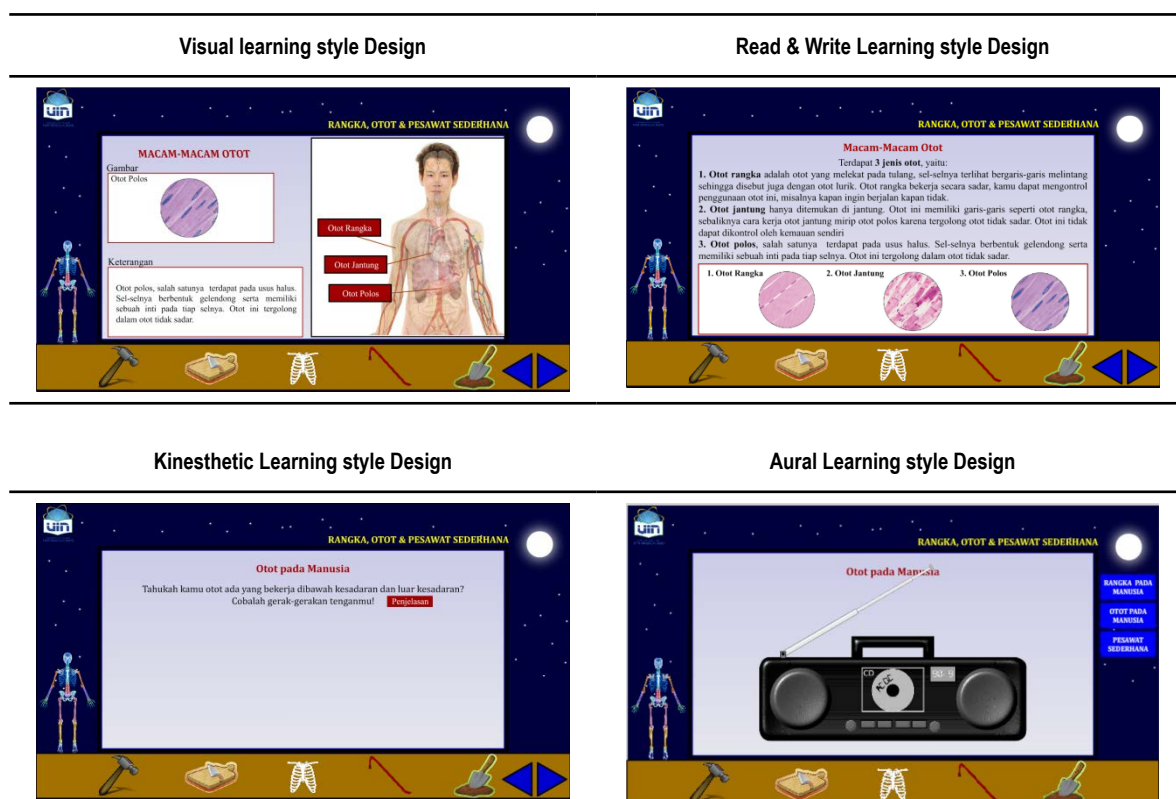 Visual learning style Design
Read & Write Learning style Design
uin
RANGKA, OTOT & PESAWAT SEDERHANA
MACAM-MACAM OTOT
Gambar
Otot Polos
Keterangan
Otot polos, salah satunya terdapat pada usus halus.
Sel-selnya berbentuk gelendong serta memiliki
sebuah inti pada tiap selnya. Otot ini tergolong
dalam otot tidak sadar.
Otot Rangka
Otot Jantung
Otot Polos
uin
RANGKA, OTOT & PESAWAT SEDERHANA
Macam-Macam Otot
Terdapat 3 jenis otot, yaitu:
1. Otot rangka adalah otot yang melekat pada tulang, sel-selnya terlihat bergaris-garis melintang
sehingga disebut juga dengan otot lurik. Otot rangka bekerja secara sadar, kamu dapat mengontrol
penggunaan otot ini, misalnya kapan ingin berjalan kapan tidak.
2. Otot jantung hanya ditemukan di jantung. Otot ini memiliki garis-garis seperti otot rangka,
sebaliknya cara kerja otot jantung mirip otot polos karena tergolong otot tidak sadar. Otot ini tidak
dapat dikontrol oleh kemauan sendiri
3. Otot polos, salah satunya terdapat pada usus halus. Sel-selnya berbentuk gelendong serta
memiliki sebuah inti pada tiap selnya. Otot ini tergolong dalam otot tidak sadar.
1. Otot Rangka
2. Otot Jantung
3. Otot Polos
Kinesthetic Learning style Design
Aural Learning style Design
uin
RANGKA, OTOT & PESAWAT SEDERHANA
Otot pada Manusia
Tahukah kamu otot ada yang bekerja dibawah kesadaran dan luar kesadaran?
Cobalah gerak-gerakan tenganmu! Penjelasan
uin
RANGKA, OTOT & PESAWAT SEDERHANA
Otot pada Manusia
CD
RANGKA PADA
MANUSIA
OTOT PADA
MANUSIA
PESAWAT
SEDERHANA